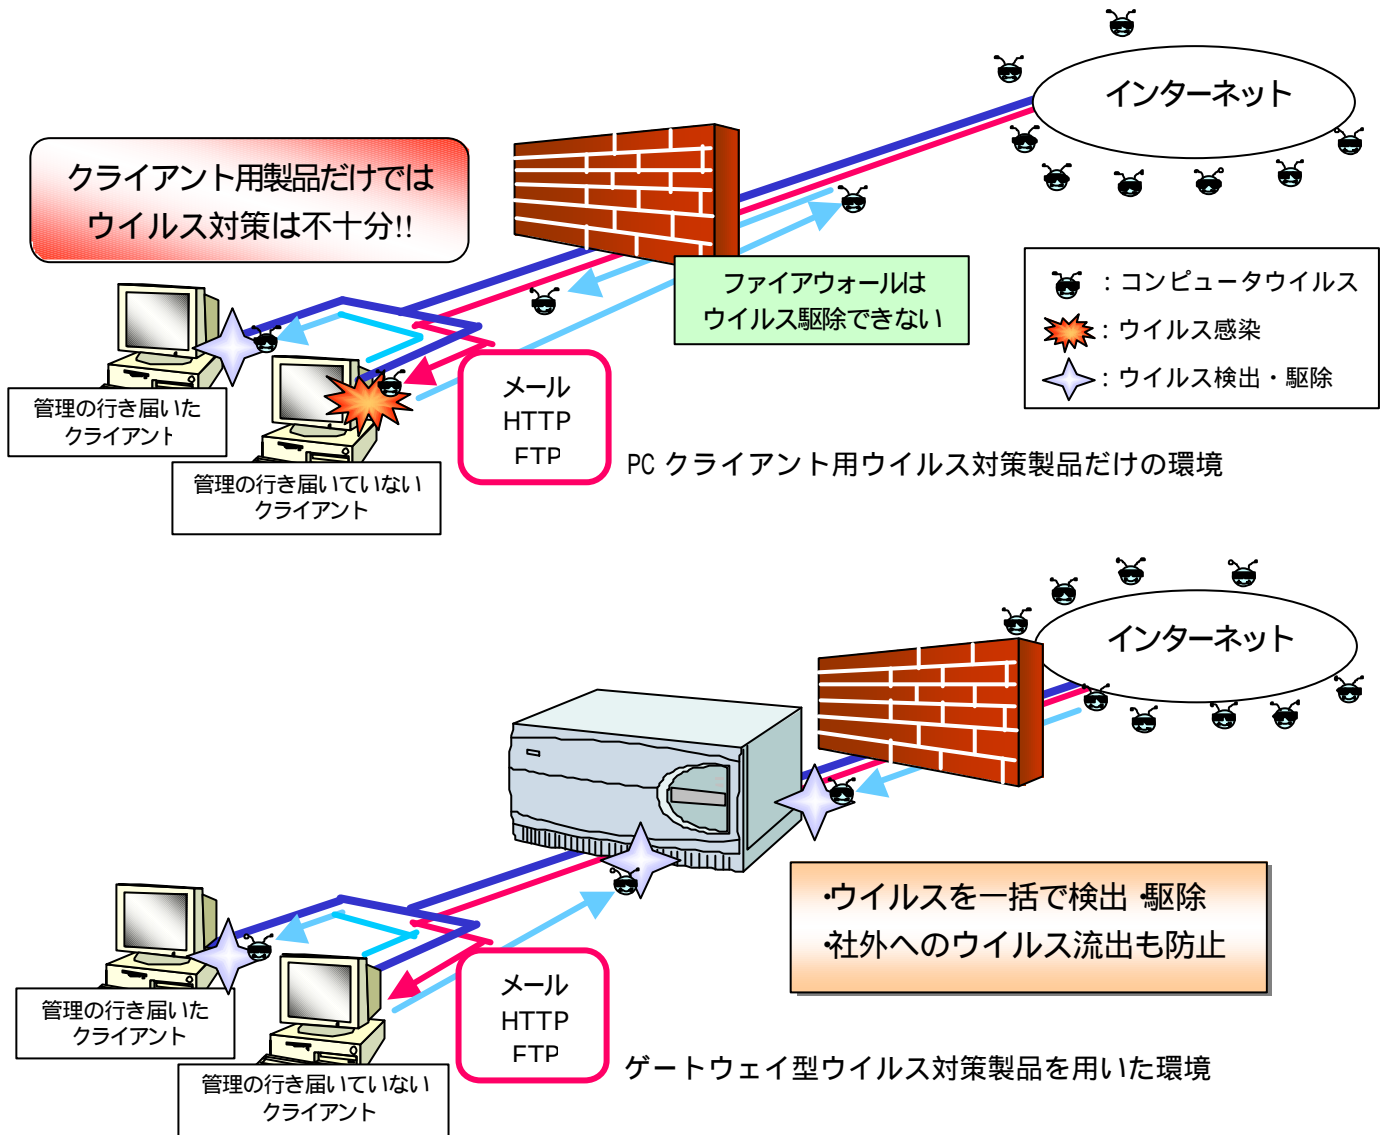 インターネット
クライアント用製品だけでは
ウイルス対策は不十分!!
ファイアウォールは
ウイルス駆除できない
：コンピュータウイルス
：ウイルス感染
：ウイルス検出・駆除
管理の行き届いた
クライアント
管理の行き届いていない
クライアント
メール
HTTP
FTP
PC クライアント用ウイルス対策製品だけの環境
インターネット
・ウイルスを一括で検出・駆除
・社外へのウイルス流出も防止
管理の行き届いた
クライアント
管理の行き届いていない
クライアント
メール
HTTP
FTP
ゲートウェイ型ウイルス対策製品を用いた環境